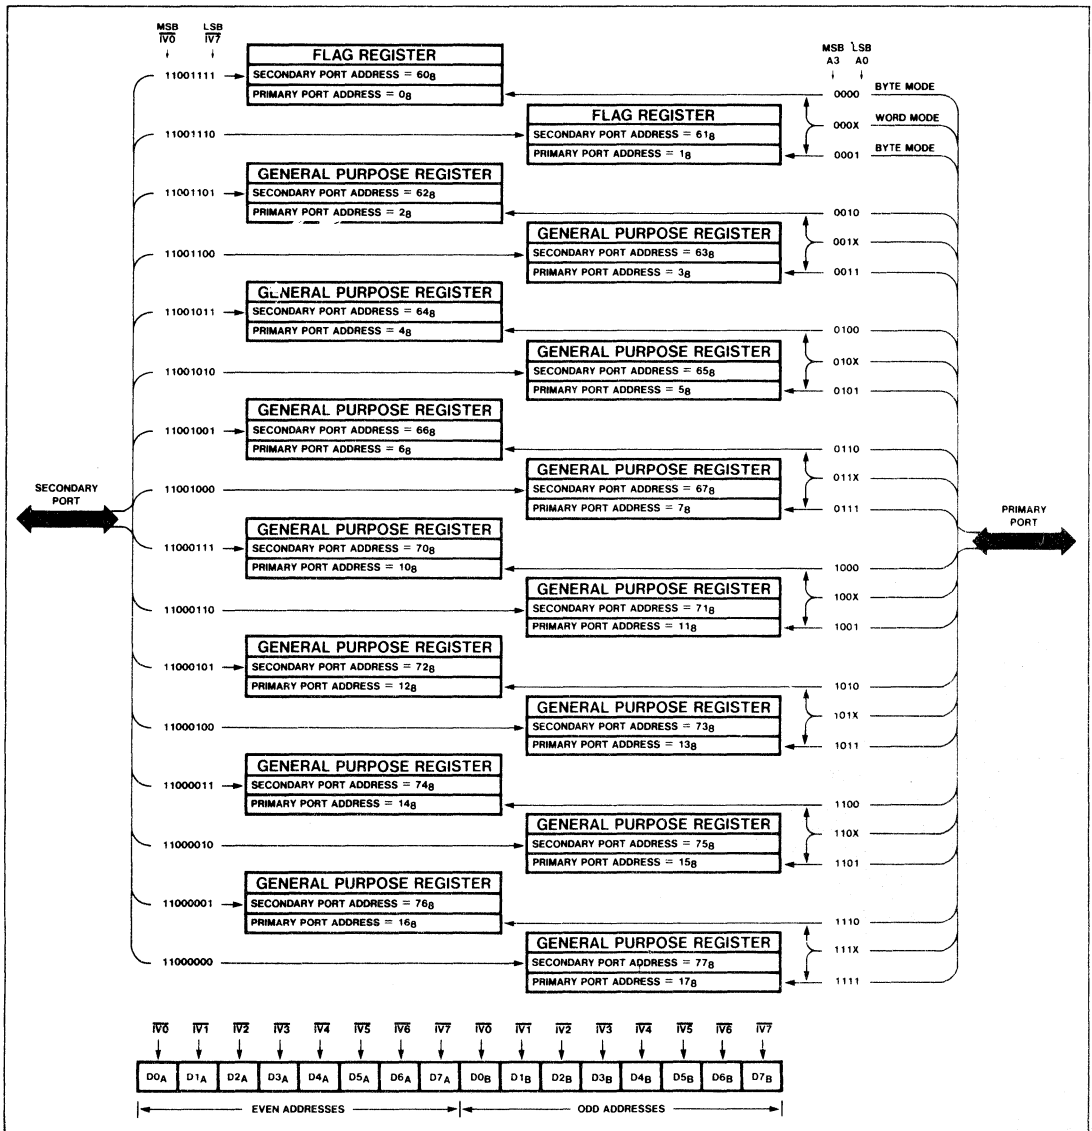 MSB LSB
IV0 IV7
MSB LSB
A3 A0
FLAG REGISTER
11001111 SECONDARY PORT ADDRESS = 60₈
PRIMARY PORT ADDRESS = 0₈ 0000 BYTE MODE
FLAG REGISTER 000X WORD MODE
11001110 SECONDARY PORT ADDRESS = 61₈
PRIMARY PORT ADDRESS = 1₈ 0001 BYTE MODE
GENERAL PURPOSE REGISTER
11001101 SECONDARY PORT ADDRESS = 62₈
PRIMARY PORT ADDRESS = 2₈ 0010
GENERAL PURPOSE REGISTER 001X
11001100 SECONDARY PORT ADDRESS = 63₈
PRIMARY PORT ADDRESS = 3₈ 0011
GENERAL PURPOSE REGISTER
11001011 SECONDARY PORT ADDRESS = 64₈
PRIMARY PORT ADDRESS = 4₈ 0100
GENERAL PURPOSE REGISTER 010X
11001010 SECONDARY PORT ADDRESS = 65₈
PRIMARY PORT ADDRESS = 5₈ 0101
GENERAL PURPOSE REGISTER
11001001 SECONDARY PORT ADDRESS = 66₈
PRIMARY PORT ADDRESS = 6₈ 0110
GENERAL PURPOSE REGISTER 011X
11001000 SECONDARY PORT ADDRESS = 67₈
PRIMARY PORT ADDRESS = 7₈ 0111
SECONDARY
PORT
PRIMARY
PORT
GENERAL PURPOSE REGISTER
11000111 SECONDARY PORT ADDRESS = 70₈
PRIMARY PORT ADDRESS = 10₈ 1000
GENERAL PURPOSE REGISTER 100X
11000110 SECONDARY PORT ADDRESS = 71₈
PRIMARY PORT ADDRESS = 11₈ 1001
GENERAL PURPOSE REGISTER
11000101 SECONDARY PORT ADDRESS = 72₈
PRIMARY PORT ADDRESS = 12₈ 1010
GENERAL PURPOSE REGISTER 101X
11000100 SECONDARY PORT ADDRESS = 73₈
PRIMARY PORT ADDRESS = 13₈ 1011
GENERAL PURPOSE REGISTER
11000011 SECONDARY PORT ADDRESS = 74₈
PRIMARY PORT ADDRESS = 14₈ 1100
GENERAL PURPOSE REGISTER 110X
11000010 SECONDARY PORT ADDRESS = 75₈
PRIMARY PORT ADDRESS = 15₈ 1101
GENERAL PURPOSE REGISTER
11000001 SECONDARY PORT ADDRESS = 76₈
PRIMARY PORT ADDRESS = 16₈ 1110
GENERAL PURPOSE REGISTER 111X
11000000 SECONDARY PORT ADDRESS = 77₈
PRIMARY PORT ADDRESS = 17₈ 1111
IV0 IV1 IV2 IV3 IV4 IV5 IV6 IV7 IV0 IV1 IV2 IV3 IV4 IV5 IV6 IV7
D0A D1A D2A D3A D4A D5A D6A D7A D0B D1B D2B D3B D4B D5B D6B D7B
EVEN ADDRESSES ODD ADDRESSES